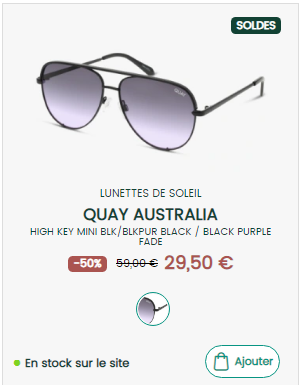 SOLDES
QUAY
LUNETTES DE SOLEIL
QUAY AUSTRALIA
HIGH KEY MINI BLK/BLKPUR BLACK / BLACK PURPLE
FADE
-50% 59,00 € 29,50 €
En stock sur le site
Ajouter